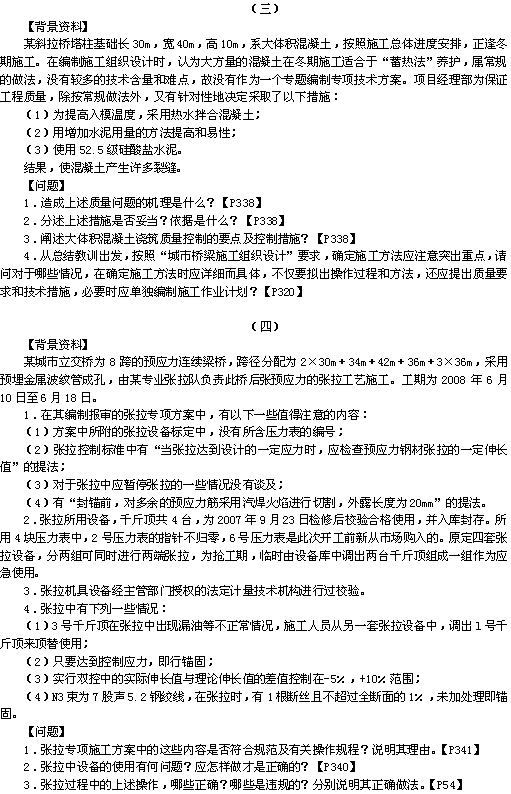 （三）
【背景资料】
某斜拉桥塔柱基础长30m，宽40m，高10m，系大体积混凝土，按照施工总体进度安排，正逢冬
期施工。在编制施工组织设计时，认为大方量的混凝土在冬期施工适合于“蓄热法”养护，属常规
的做法，没有较多的技术含量和难点，故没有作为一个专题编制专项技术方案。项目经理部为保证
工程质量，除按常规做法外，又有针对性地决定采取了以下措施：
（1）为提高入模温度，采用热水拌合混凝土；
（2）用增加水泥用量的方法提高和易性；
（3）使用52.5级硅酸盐水泥。
结果，使混凝土产生许多裂缝。
【问题】
1．造成上述质量问题的机理是什么？【P338】
2．分述上述措施是否妥当？依据是什么？【P338】
3．阐述大体积混凝土浇筑质量控制的要点及控制措施？【P338】
4．从总结教训出发，按照“城市桥梁施工组织设计”要求，确定施工方法应注意突出重点，请
问对于哪些情况，在确定施工方法时应详细而具体，不仅要拟出操作过程和方法，还应提出质量要
求和技术措施，必要时应单独编制施工作业计划？【P320】
（四）
【背景资料】
某城市立交桥为8跨的预应力连续梁桥，跨径分配为2×30m+34m+42m+36m+3×36m，采用
预埋金属波纹管成孔，由某专业张拉队负责此桥后张预应力的张拉工艺施工。工期为2008年6月
10日至6月18日。
1．在其编制报审的张拉专项方案中，有以下一些值得注意的内容：
（1）方案中所附的张拉设备标定中，没有所含压力表的编号；
（2）张拉控制标准中有“当张拉达到设计的一定应力时，应检查预应力钢材张拉的一定伸长
值”的提法；
（3）对于张拉中应暂停张拉的一些情况没有谈及；
（4）有“封锚前，对多余的预应力筋采用汽焊火焰进行切割，外露长度为20mm”的提法。
2．张拉所用设备，千斤顶共4台，为2007年9月23日检修后校验合格使用，并入库封存。所
用4块压力表中，2号压力表的指针不归零，6号压力表是此次开工前新从市场购入的。原定四套张
拉设备，分两组可同时进行两端张拉，为抢工期，临时由设备库中调出两台千斤顶组成一组作为应
急使用。
3．张拉机具设备经主管部门授权的法定计量技术机构进行过校验。
4．张拉中有下列一些情况：
（1）3号千斤顶在张拉中出现漏油等不正常情况，施工人员从另一套张拉设备中，调出1号千
斤顶来顶替使用；
（2）只要达到控制应力，即行锚固；
（3）实行双控中的实际伸长值与理论伸长值的差值控制在-5%，+10%范围；
（4）N3束为7股声5.2钢绞线，在张拉时，有1根断丝且不超过全断面的1%，未加处理即锚
固。
【问题】
1．张拉专项施工方案中的这些内容是否符合规范及有关操作规程？说明其理由。【P341】
2．张拉中设备的使用有何问题？应怎样做才是正确的？【P340】
3．张拉过程中的上述操作，哪些正确？哪些是违规的？分别说明其正确做法。【P54】